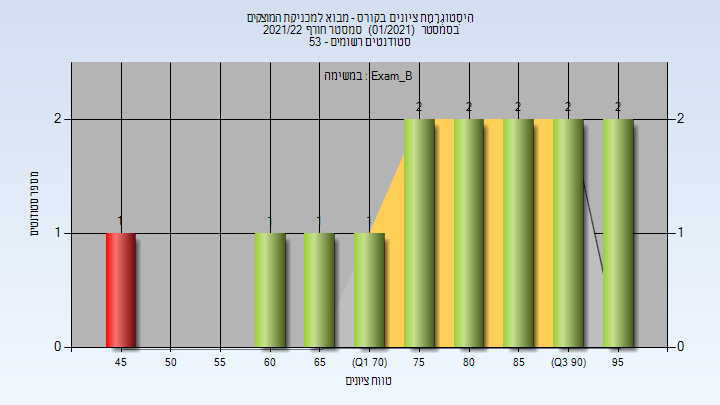 היסטוגרמת ציונים בקורס - מבוא למכניקת המוצקים
בסמסטר (01/2021) סמסטר חורף 2021/22
סטודנטים רשומים - 53
במשימה : Exam_B
2 2 2 2 2
2 2
1 1 1 1
1 1
0 0
מספר סטודנטים
45 50 55 60 65 (Q1 70) 75 80 85 (Q3 90) 95
טווח ציונים